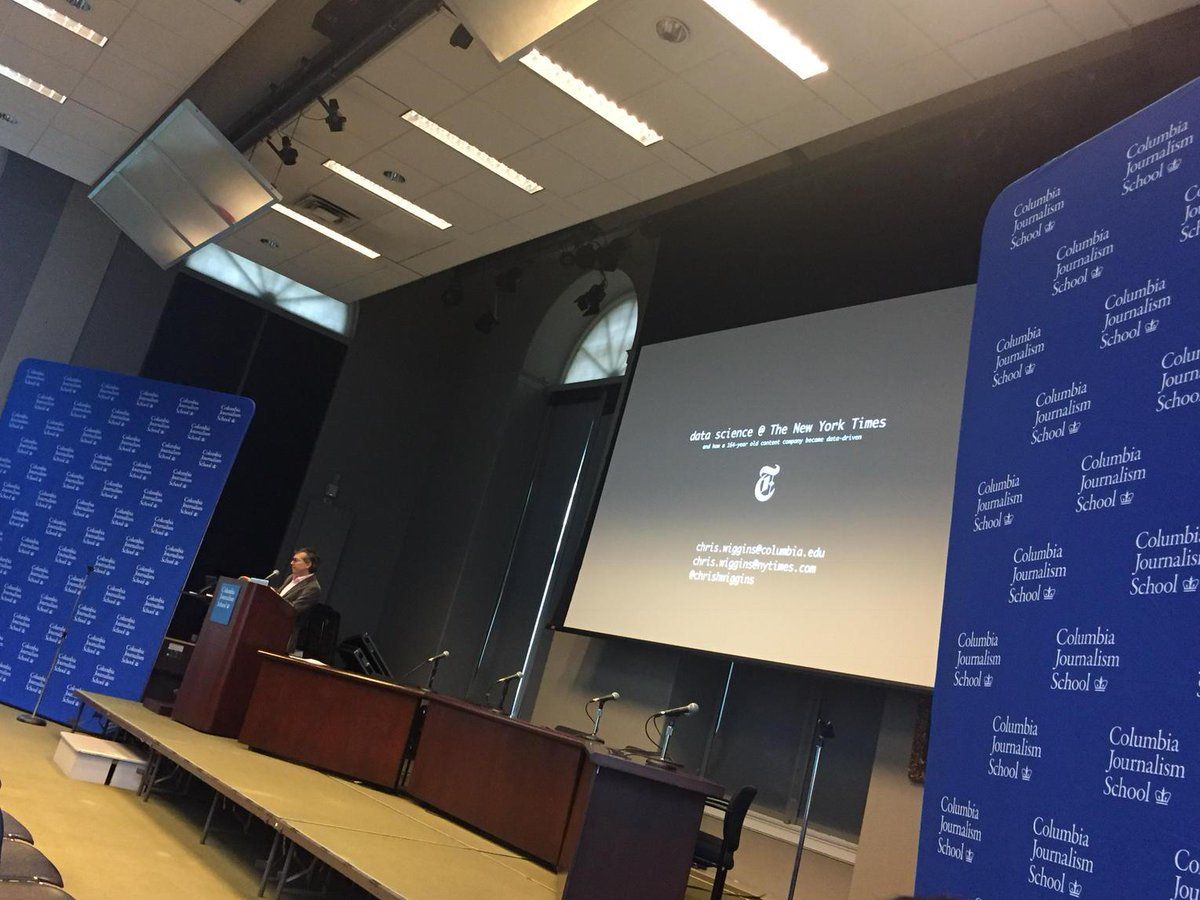 data science @ The New York Times
and how a 164-year old content company became data-driven
chris.wiggins@columbia.edu
chris.wiggins@nytimes.com
@chrishwiggins
Columbia
Journalism
School